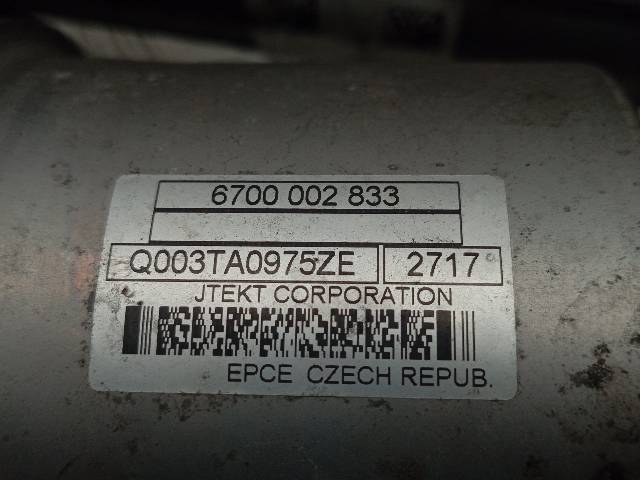 6700 002 833
Q003TA0975ZE 2717
JTEKT CORPORATION
EPCE CZECH REPUB.